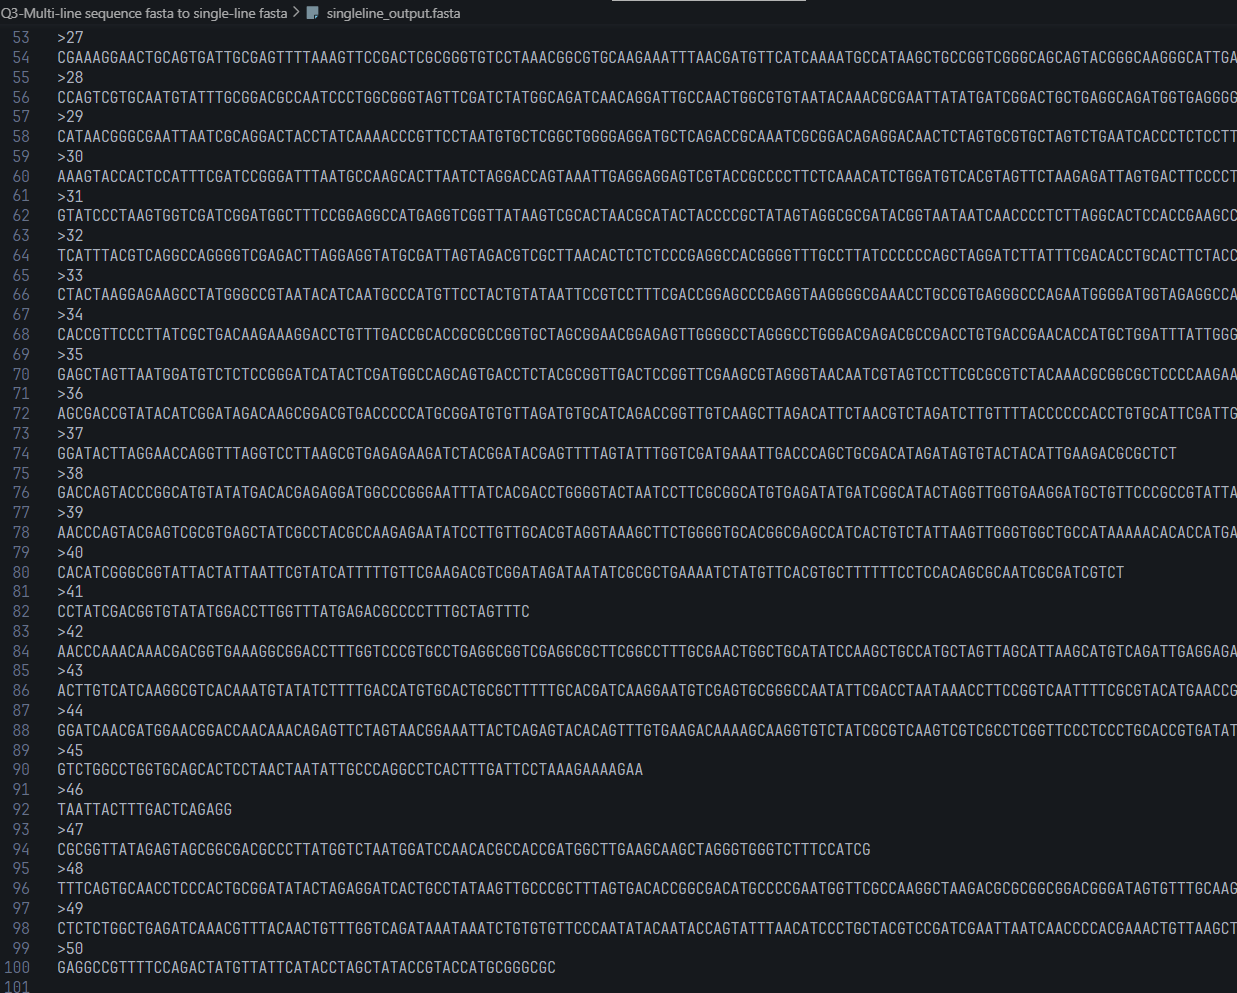 Q3-Multi-line sequence fasta to single-line fasta > singleline_output.fasta
53 >27
54 CGAAAGGAACTGCAGTGATTGCGAGTTTTAAAGTTCCGACTCGCGGGTGTCCTAAACGGCGTGCAAGAAATTTAACGATGTTCATCAAAATGCCATAAGCTGCCGGTCGGGCAGCAGTACGGGCAAGGGCATTGA
55 >28
56 CCAGTCGTGCAATGTATTTGCGGACGCCAATCCCTGGCGGGTAGTTCGATCTATGGCAGATCAACAGGATTGCCAACTGGCGTGTAATACAAACGCGAATTATATGATCGGACTGCTGAGGCAGATGGTGAGGGG
57 >29
58 CATAACGGGCGAATTAATCGCAGGACTACCTATCAAAACCCGTTCCTAATGTGCTCGGCTGGGGAGGATGCTCAGACCGCAAATCGCGGACAGAGGACAACTCTAGTGCGTGCTAGTCTGAATCACCCTCTCCTT
59 >30
60 AAAGTACCACTCCATTTCGATCCGGGATTTAATGCCAAGCACTTAATCTAGGACCAGTAAATTGAGGAGGAGTCGTACCGCCCCTTCTCAAACATCTGGATGTCACGTAGTTCTAAGAGATTAGTGACTTCCCCT
61 >31
62 GTATCCCTAAGTGGTCGATCGGATGGCTTTCCGGAGGCCATGAGGTCGGTTATAAGTCGCACTAACGCATACTACCCCGCTATAGTAGGCGCGATACGGTAATAATCAACCCCTCTTAGGCACTCCACCGAAGCC
63 >32
64 TCATTTACGTCAGGCCAGGGGTCGAGACTTAGGAGGTATGCGATTAGTAGACGTCGCTTAACACTCTCTCCCGAGGCCACGGGGTTTGCCTTATCCCCCCAGCTAGGATCTTATTTCGACACCTGCACTTCTACC
65 >33
66 CTACTAAGGAGAAGCCTATGGGCCGTAATACATCAATGCCCATGTTCCTACTGTATAATTCCGTCCTTTCGACCGGAGCCCGAGGTAAGGGGCGAAACCTGCCGTGAGGGCCCAGAATGGGGATGGTAGAGGCCA
67 >34
68 CACCGTTCCCTTATCGCTGACAAGAAAGGACCTGTTTGACCGCACCGCGCCGGTGCTAGCGGAACGGAGAGTTGGGGCCTAGGGCCTGGGACGAGACGCCGACCTGTGACCGAACACCATGCTGGATTTATTGGG
69 >35
70 GAGCTAGTTAATGGATGTCTCTCCGGGATCATACTCGATGGCCAGCAGTGACCTCTACGCGGTTGACTCCGGTTCGAAGCGTAGGGTAACAATCGTAGTCCTTCGCGCGTCTACAAACGCGGCGCTCCCCAAGAA
71 >36
72 AGCGACCGTATACATCGGATAGACAAGCGGACGTGACCCCCATGCGGATGTGTTAGATGTGCATCAGACCGGTTGTCAAGCTTAGACATTCTAACGTCTAGATCTTGTTTTACCCCCCACCTGTGCATTCGATTG
73 >37
74 GGATACTTAGGAACCAGGTTTAGGTCCTTAAGCGTGAGAGAAGATCTACGGATACGAGTTTTAGTATTTGGTCGATGAAATTGACCCAGCTGCGACATAGATAGTGTACTACATTGAAGACGCGCTCT
75 >38
76 GACCAGTACCCGGCATGTATATGACACGAGAGGATGGCCCGGGAATTTATCACGACCTGGGGTACTAATCCTTCGCGGCATGTGAGATATGATCGGCATACTAGGTTGGTGAAGGATGCTGTTCCCGCCGTATTA
77 >39
78 AACCCAGTACGAGTCGCGTGAGCTATCGCCTACGCCAAGAGAATATCCTTGTTGCACGTAGGTAAAGCTTCTGGGGTGCACGGCGAGCCATCACTGTCTATTAAGTTGGGTGGCTGCCATAAAAACACACCATGA
79 >40
80 CACATCGGGCGGTATTACTATTAATTCGTATCATTTTTGTTCGAAGACGTCGGATAGATAATATCGCGCTGAAAATCTATGTTCACGTGCTTTTTTCCTCCACAGCGCAATCGCGATCGTCT
81 >41
82 CCTATCGACGGTGTATATGGACCTTGGTTTATGAGACGCCCCTTTGCTAGTTTC
83 >42
84 AACCCAAACAAACGACGGTGAAAGGCGGACCTTTGGTCCCGTGCCTGAGGCGGTCGAGGCGCTTCGGCCTTTGCGAACTGGCTGCATATCCAAGCTGCCATGCTAGTTAGCATTAAGCATGTCAGATTGAGGAGA
85 >43
86 ACTTGTCATCAAGGCGTCACAAATGTATATCTTTTGACCATGTGCACTGCGCTTTTTGCACGATCAAGGAATGTCGAGTGCGGGCCAATATTCGACCTAATAAACCTTCCGGTCAATTTTCGCGTACATGAACCG
87 >44
88 GGATCAACGATGGAACGGACCAACAAACAGAGTTCTAGTAACGGAAATTACTCAGAGTACACAGTTTGTGAAGACAAAAGCAAGGTGTCTATCGCGTCAAGTCGTCGCCTCGGTTCCCTCCCTGCACCGTGATAT
89 >45
90 GTCTGGCCTGGTGCAGCACTCCTAACTAATATTGCCCAGGCCTCACTTTGATTCCTAAAGAAAAGAA
91 >46
92 TAATTACTTTGACTCAGAGG
93 >47
94 CGCGGTTATAGAGTAGCGGCGACGCCCTTATGGTCTAATGGATCCAACACGCCACCGATGGCTTGAAGCAAGCTAGGGTGGGTCTTTCCATCG
95 >48
96 TTTCAGTGCAACCTCCCACTGCGGATATACTAGAGGATCACTGCCTATAAGTTGCCCGCTTTAGTGACACCGGCGACATGCCCCGAATGGTTCGCCAAGGCTAAGACGCGCGGCGGACGGGATAGTGTTTGCAAG
97 >49
98 CTCTCTGGCTGAGATCAAACGTTTACAACTGTTTGGTCAGATAAATAAATCTGTGTGTTCCCAATATACAATACCAGTATTTAACATCCCTGCTACGTCCGATCGAATTAATCAACCCCACGAAACTGTTAAGCT
99 >50
100 GAGGCCGTTTTCCAGACTATGTTATTCATACCTAGCTATACCGTACCATGCGGGCGC
101